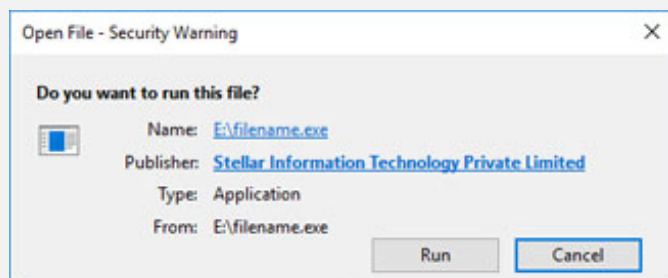 Open File - Security Warning
Do you want to run this file?
Name: E:\filename.exe
Publisher: Stellar Information Technology Private Limited
Type: Application
From: E:\filename.exe
Run Cancel